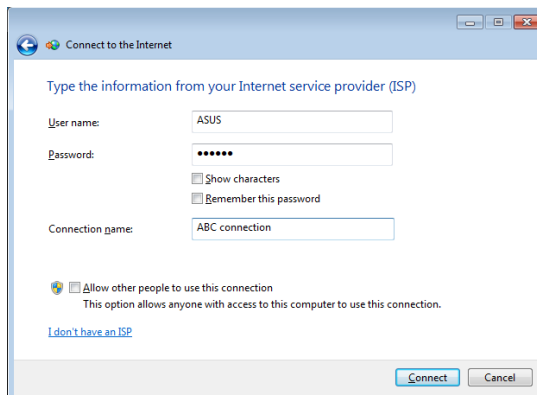 Connect to the Internet
Type the information from your Internet service provider (ISP)
User name: ASUS
Password: ••••••
Show characters
Remember this password
Connection name: ABC connection
Allow other people to use this connection
This option allows anyone with access to this computer to use this connection.
I don't have an ISP
Connect Cancel